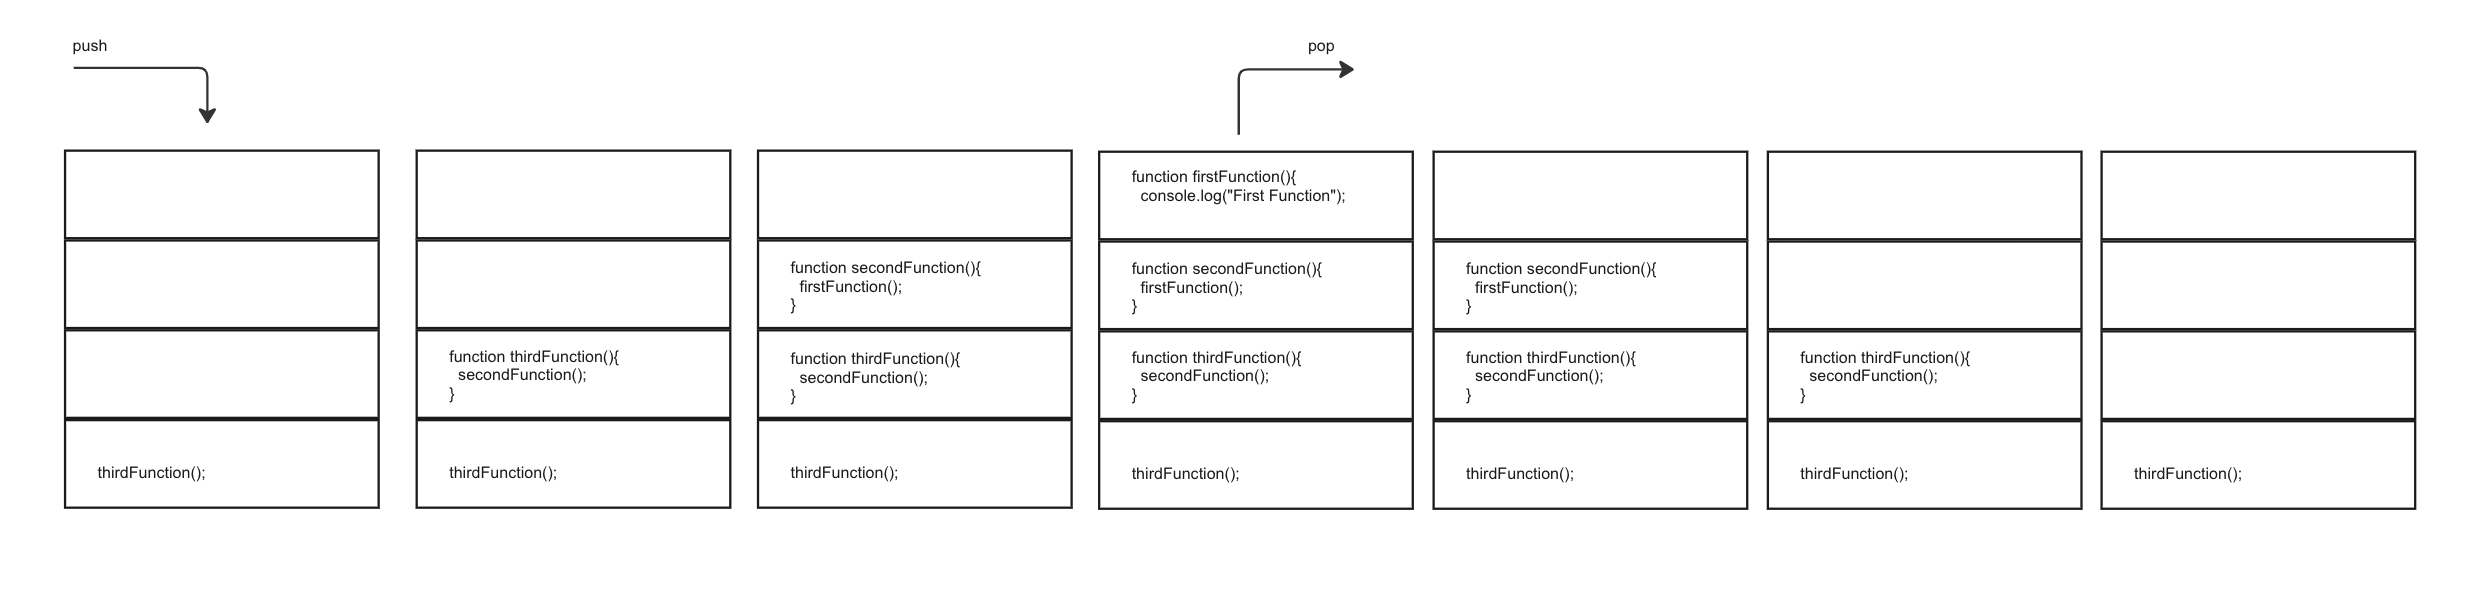 push
pop
thirdFunction();
function thirdFunction(){
secondFunction();
}
thirdFunction();
function secondFunction(){
firstFunction();
}
function thirdFunction(){
secondFunction();
}
thirdFunction();
function firstFunction(){
console.log("First Function");
function secondFunction(){
firstFunction();
}
function thirdFunction(){
secondFunction();
}
thirdFunction();
function secondFunction(){
firstFunction();
}
function thirdFunction(){
secondFunction();
}
thirdFunction();
function thirdFunction(){
secondFunction();
}
thirdFunction();
thirdFunction();